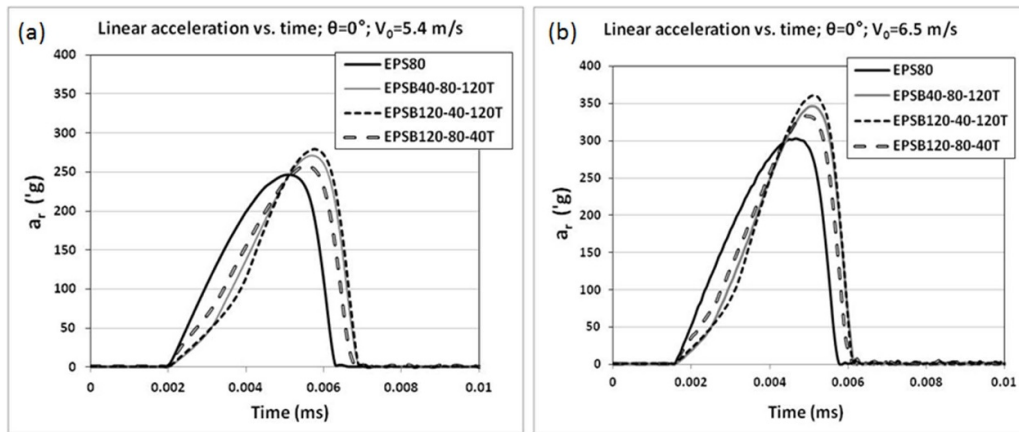 (a) Linear acceleration vs. time; θ=0°; V₀=5.4 m/s
400
350
300
250
200
150
100
50
0
aᵣ ('g)
EPS80
EPSB40-80-120T
EPSB120-40-120T
EPSB120-80-40T
0 0.002 0.004 0.006 0.008 0.01
Time (ms)
(b) Linear acceleration vs. time; θ=0°; V₀=6.5 m/s
400
350
300
250
200
150
100
50
0
aᵣ ('g)
EPS80
EPSB40-80-120T
EPSB120-40-120T
EPSB120-80-40T
0 0.002 0.004 0.006 0.008 0.01
Time (ms)